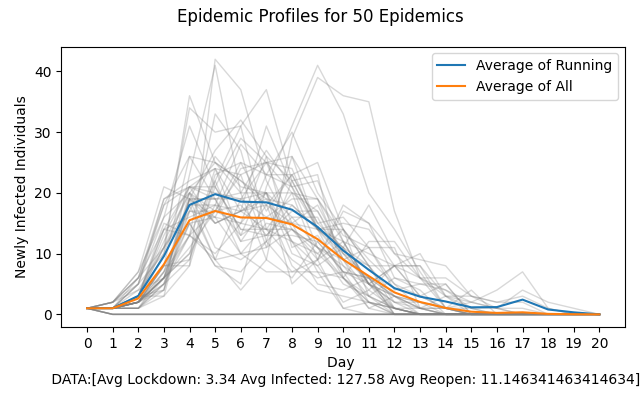 Epidemic Profiles for 50 Epidemics
Newly Infected Individuals
40
30
20
10
0
Average of Running
Average of All
0 1 2 3 4 5 6 7 8 9 10 11 12 13 14 15 16 17 18 19 20
Day
DATA:[Avg Lockdown: 3.34 Avg Infected: 127.58 Avg Reopen: 11.146341463414634]